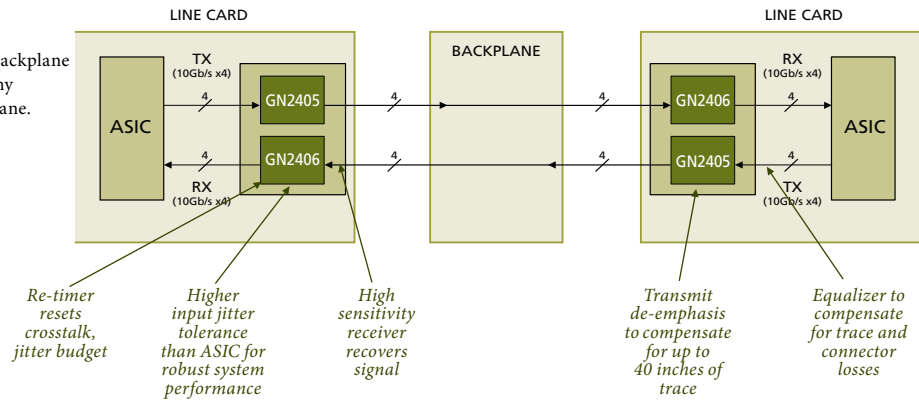 LINE CARD
LINE CARD
ackplane
ny
ane.
BACKPLANE
TX
(10Gb/s x4)
RX
(10Gb/s x4)
ASIC
4
GN2405
4
4
GN2406
4
ASIC
4
GN2406
4
4
GN2405
4
RX
(10Gb/s x4)
TX
(10Gb/s x4)
Re-timer
resets
crosstalk,
jitter budget
Higher
input jitter
tolerance
than ASIC for
robust system
performance
High
sensitivity
receiver
recovers
signal
Transmit
de-emphasis
to compensate
for up to
40 inches of
trace
Equalizer to
compensate
for trace and
connector
losses